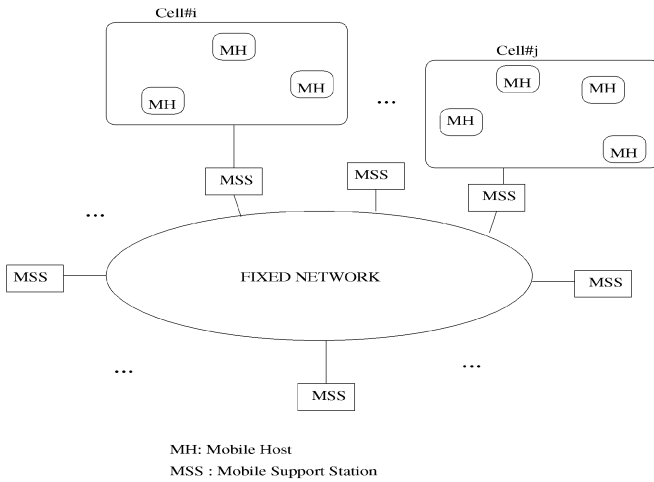 Cell#i
MH
MH
MH
...
Cell#j
MH
MH
MH
MH
MSS
MSS
MSS
...
MSS
FIXED NETWORK
MSS
...
...
MSS
MH: Mobile Host
MSS : Mobile Support Station